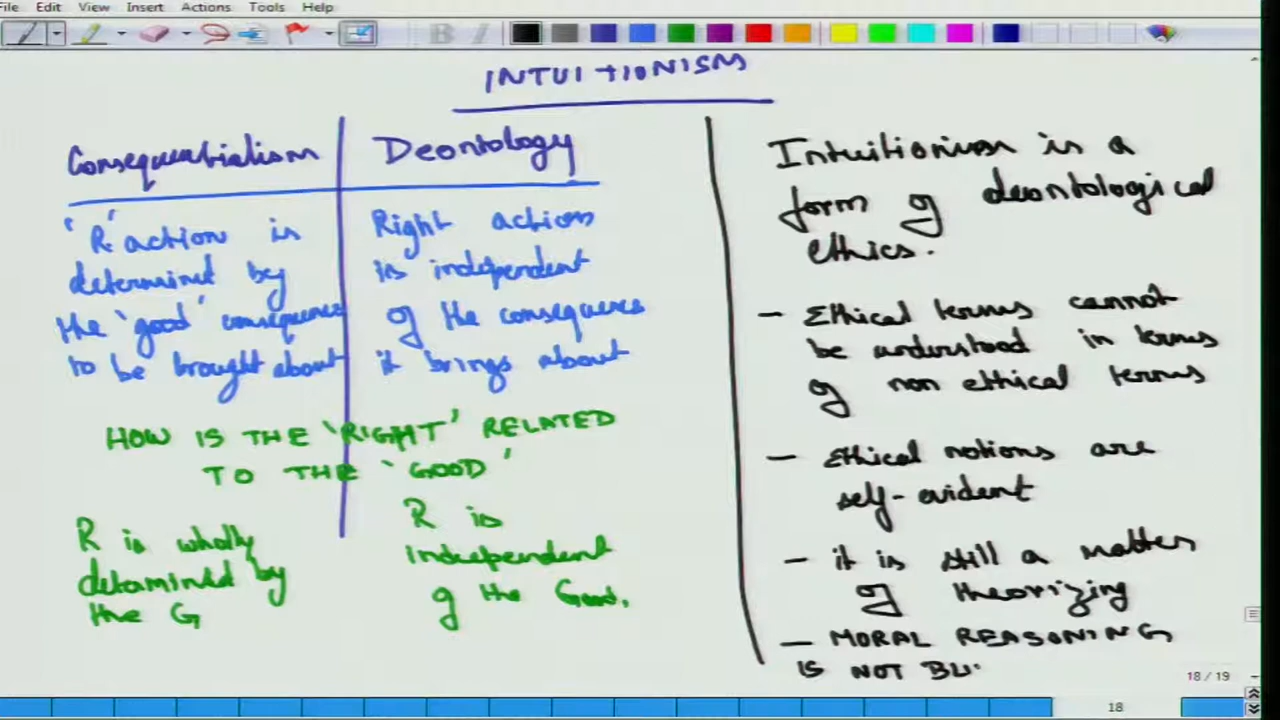 File Edit View Insert Actions Tools Help
INTUITIONISM
Consequentialism
'R' action is
determined by
the 'good' consequences
to be brought about
Deontology
Right actions
is independent
of the consequences
it brings about
HOW IS THE 'RIGHT' RELATED
TO THE 'GOOD'
R is wholly
determined by
the G
R is
independent
of the Good.
Intuitionism is a
form of deontological
ethics.
- Ethical terms cannot
be understood in terms
of non ethical terms
- Ethical notions are
self-evident
- it is still a matter
of theorizing
- MORAL REASONING
IS NOT
18 / 19
18